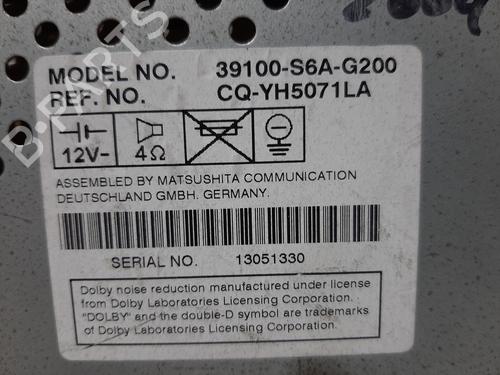 MODEL NO. 39100-S6A-G200
REF. NO. CQ-YH5071LA
12V-
4Ω
ASSEMBLED BY MATSUSHITA COMMUNICATION
DEUTSCHLAND GMBH. GERMANY.
SERIAL NO. 13051330
Dolby noise reduction manufactured under license
from Dolby Laboratories Licensing Corporation.
"DOLBY" and the double-D symbol are trademarks
of Dolby Laboratories Licensing Corporation.
B-PARTS